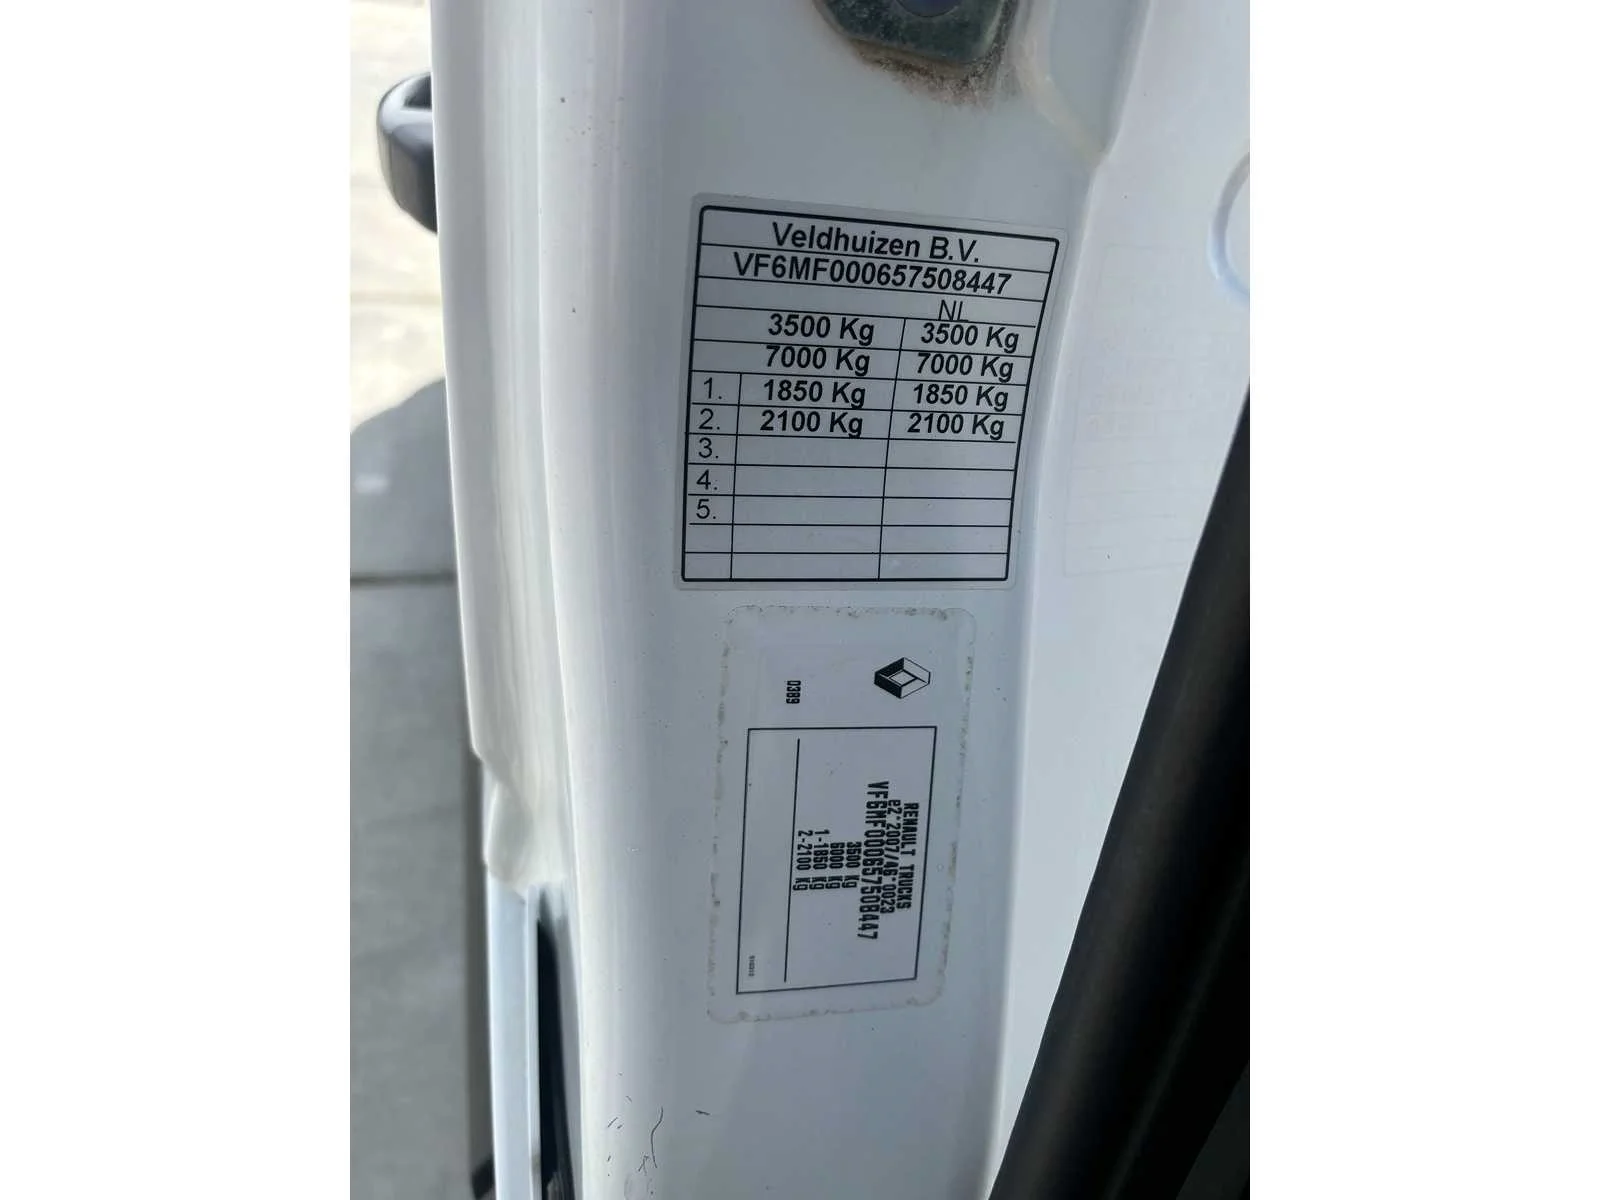 Veldhuizen B.V.
VF6MF000657508447
NL
3500 Kg 3500 Kg
7000 Kg 7000 Kg
1. 1850 Kg 1850 Kg
2. 2100 Kg 2100 Kg
3.
4.
5.
0389
RENAULT TRUCKS
e2*2007/46*0023
VF6MF000657508447
3500 Kg
6000 Kg
1-1850 Kg
2-2100 Kg